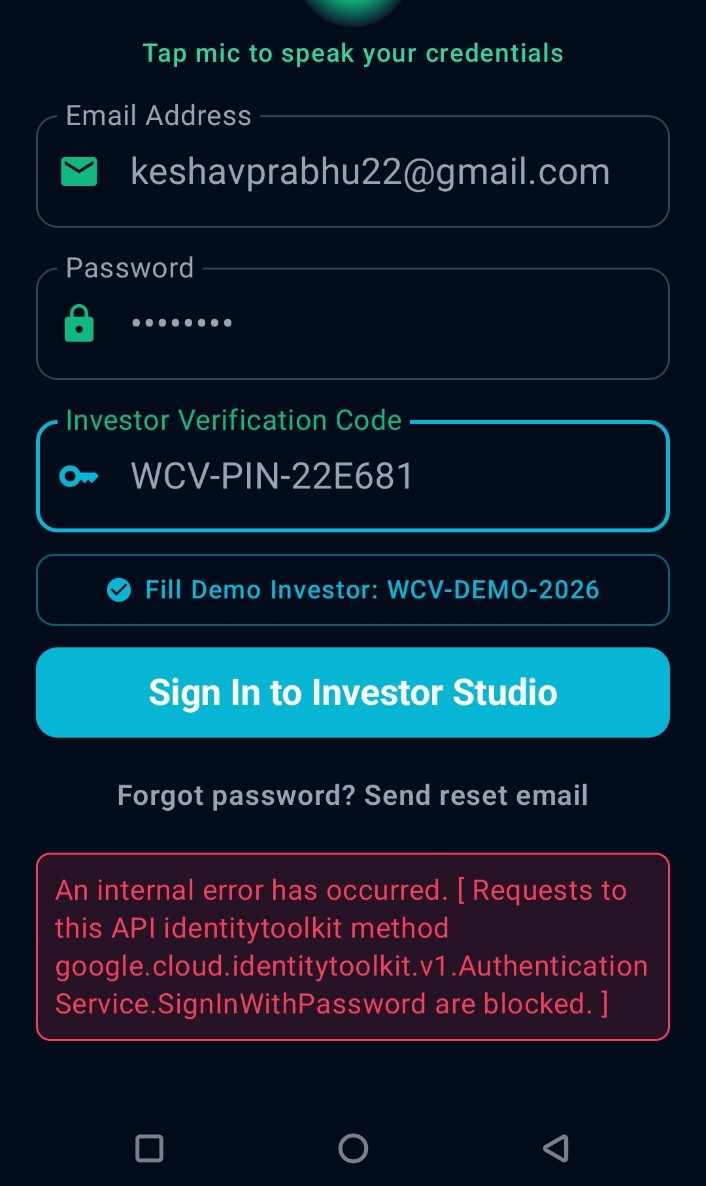 Tap mic to speak your credentials
Email Address
keshavprabhu22@gmail.com
Password
••••••••
Investor Verification Code
WCV-PIN-22E681
Fill Demo Investor: WCV-DEMO-2026
Sign In to Investor Studio
Forgot password? Send reset email
An internal error has occurred. [ Requests to
this API identitytoolkit method
google.cloud.identitytoolkit.v1.Authentication
Service.SignInWithPassword are blocked. ]